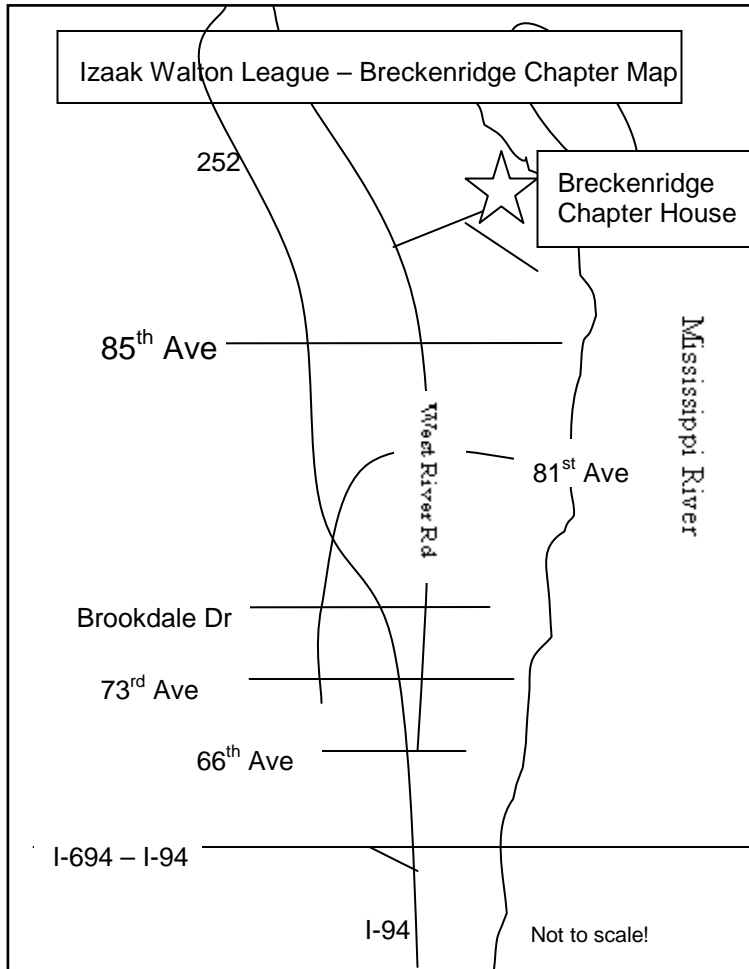 Izaak Walton League – Breckenridge Chapter Map
252
Breckenridge
Chapter House
85th Ave
Mississippi River
West River Rd
81st Ave
Brookdale Dr
73rd Ave
66th Ave
I-694 – I-94
I-94
Not to scale!